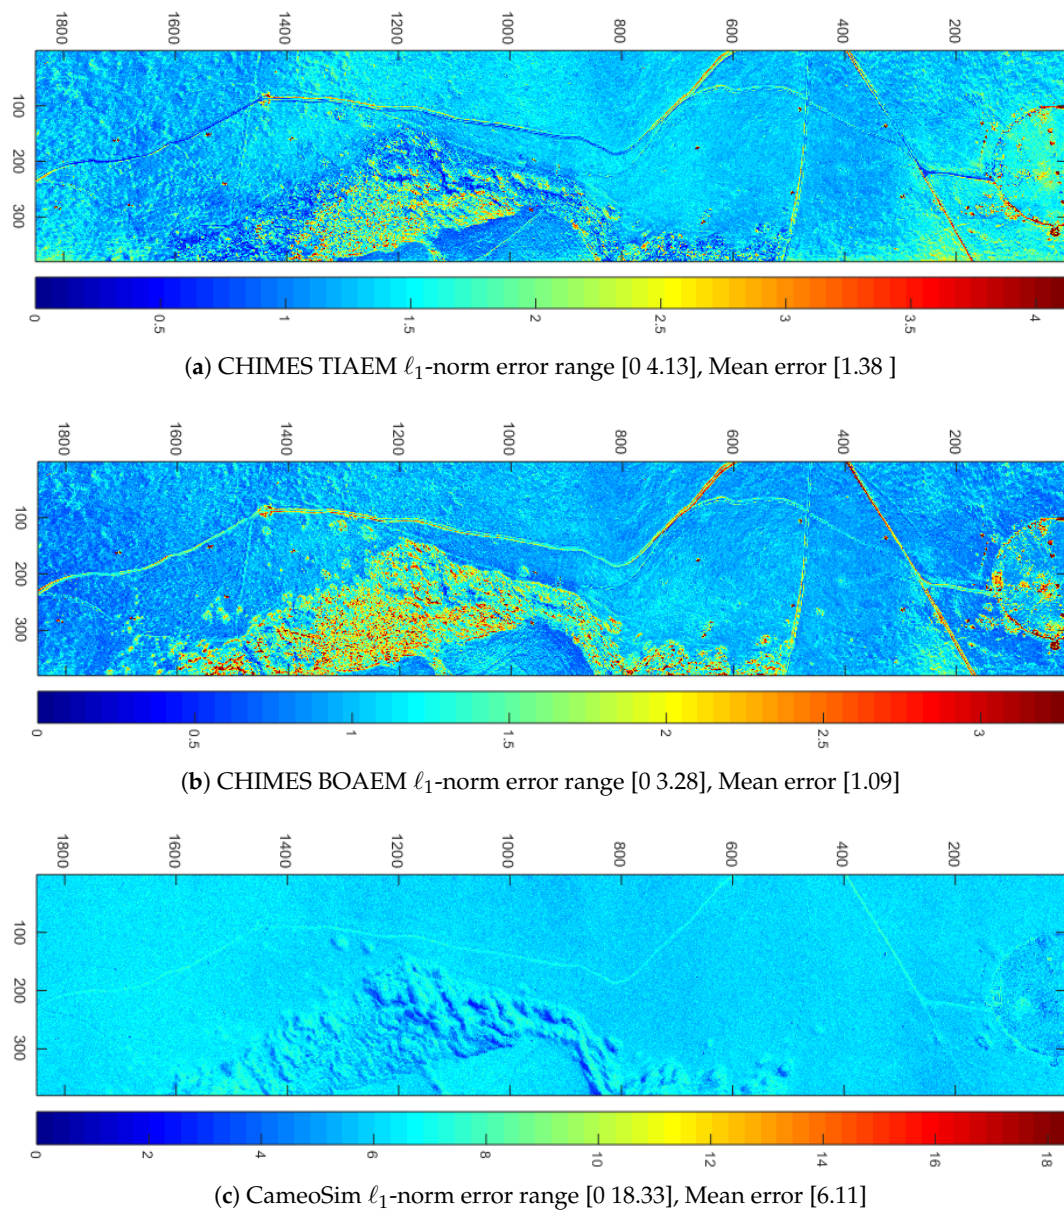 1800 1600 1400 1200 1000 800 600 400 200
100
200
300
0 0.5 1 1.5 2 2.5 3 3.5 4
(a) CHIMES TIAEM ℓ1-norm error range [0 4.13], Mean error [1.38 ]
1800 1600 1400 1200 1000 800 600 400 200
100
200
300
0 0.5 1 1.5 2 2.5 3
(b) CHIMES BOAEM ℓ1-norm error range [0 3.28], Mean error [1.09]
1800 1600 1400 1200 1000 800 600 400 200
100
200
300
0 2 4 6 8 10 12 14 16 18
(c) CameoSim ℓ1-norm error range [0 18.33], Mean error [6.11]